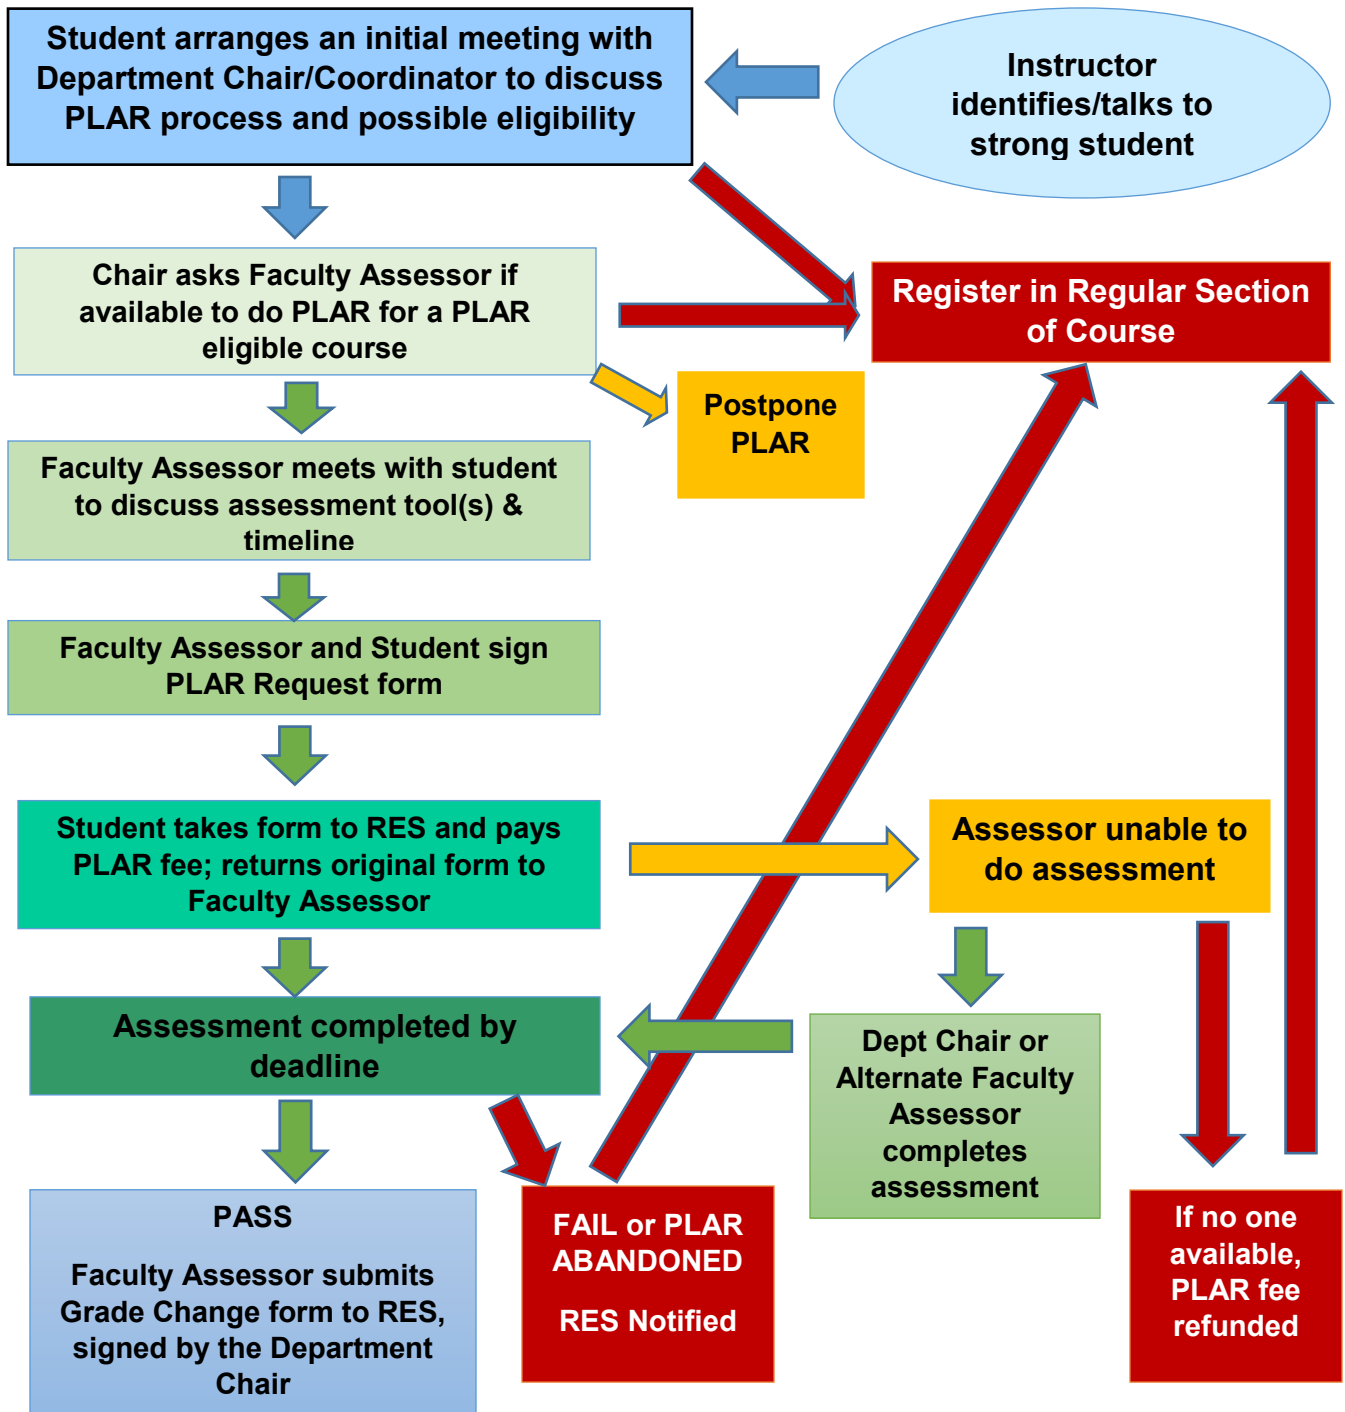 Student arranges an initial meeting with
Department Chair/Coordinator to discuss
PLAR process and possible eligibility
Instructor
identifies/talks to
strong student
Chair asks Faculty Assessor if
available to do PLAR for a PLAR
eligible course
Register in Regular Section
of Course
Postpone
PLAR
Faculty Assessor meets with student
to discuss assessment tool(s) &
timeline
Faculty Assessor and Student sign
PLAR Request form
Student takes form to RES and pays
PLAR fee; returns original form to
Faculty Assessor
Assessor unable to
do assessment
Assessment completed by
deadline
Dept Chair or
Alternate Faculty
Assessor
completes
assessment
PASS
Faculty Assessor submits
Grade Change form to RES,
signed by the Department
Chair
FAIL or PLAR
ABANDONED
RES Notified
If no one
available,
PLAR fee
refunded